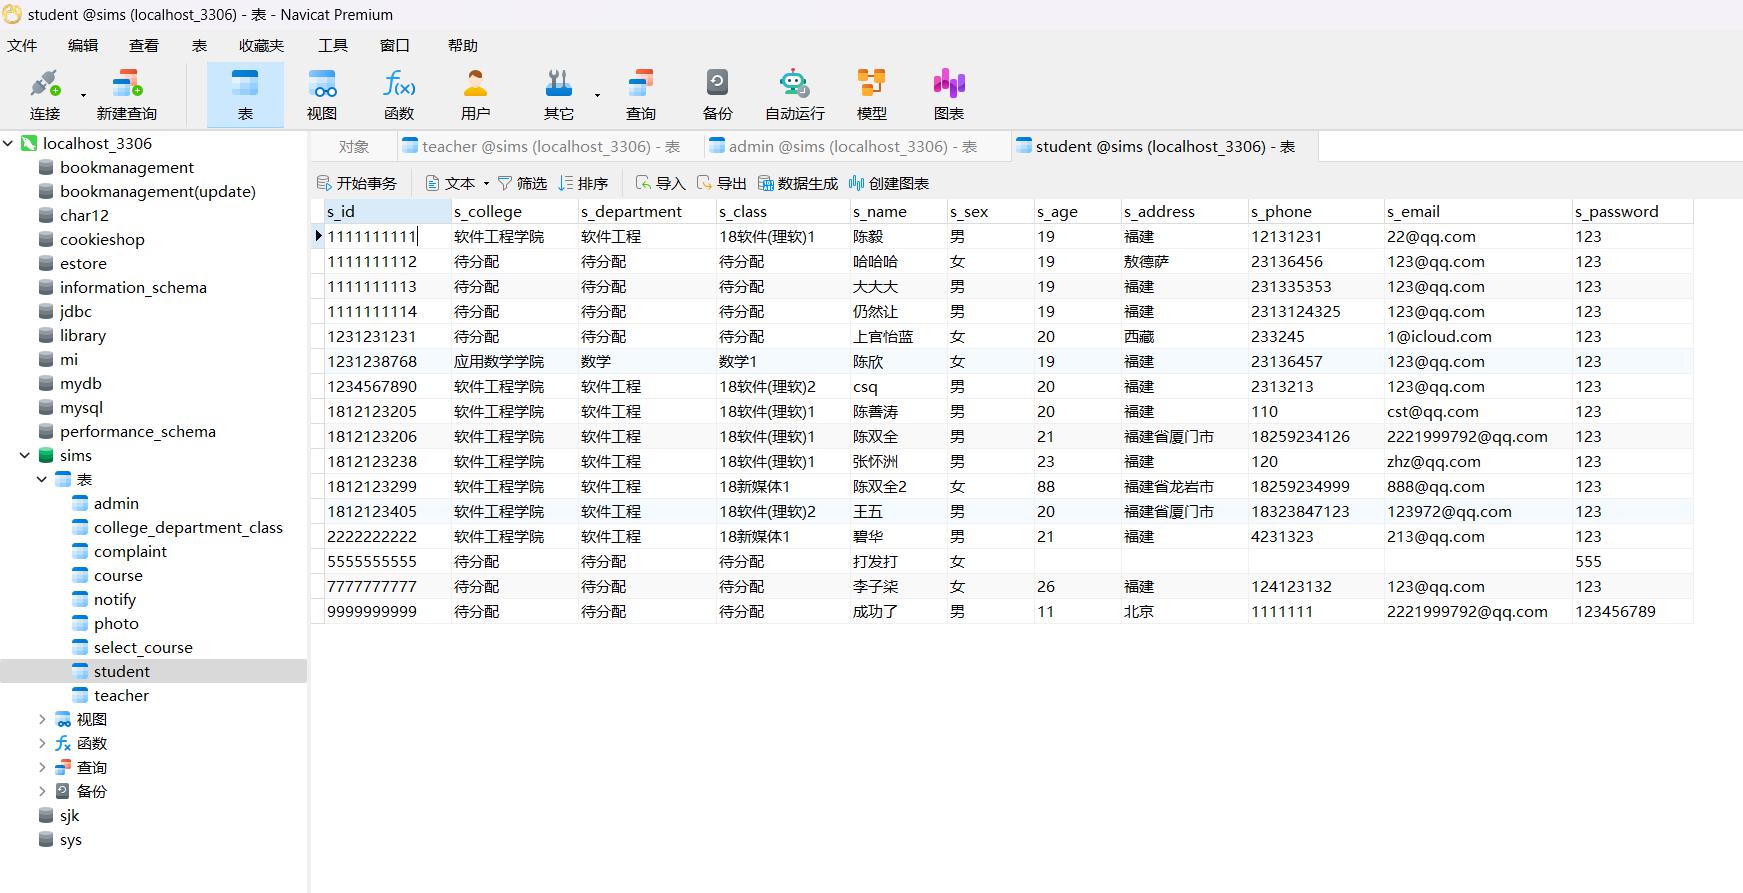 student @sims (localhost_3306) - 表 - Navicat Premium
文件 编辑 查看 表 收藏夹 工具 窗口 帮助
连接 新建查询 表 视图 函数 用户 其它 查询 备份 自动运行 模型 图表
localhost_3306
bookmanagement
bookmanagement(update)
char12
cookieshop
estore
information_schema
jdbc
library
mi
mydb
mysql
performance_schema
sims
表
admin
college_department_class
complaint
course
notify
photo
select_course
student
teacher
视图
函数
查询
备份
sjk
sys
对象 teacher @sims (localhost_3306) - 表 admin @sims (localhost_3306) - 表 student @sims (localhost_3306) - 表
开始事务 文本 筛选 排序 导入 导出 数据生成 创建图表
s_id s_college s_department s_class s_name s_sex s_age s_address s_phone s_email s_password
1111111111 软件工程学院 软件工程 18软件(理软)1 陈毅 男 19 福建 12131231 22@qq.com 123
1111111112 待分配 待分配 待分配 哈哈哈 女 19 敖德萨 23136456 123@qq.com 123
1111111113 待分配 待分配 待分配 大大大 男 19 福建 231335353 123@qq.com 123
1111111114 待分配 待分配 待分配 仍然让 男 19 福建 2313124325 123@qq.com 123
1231231231 待分配 待分配 待分配 上官怡蓝 女 20 西藏 233245 1@icloud.com 123
1231238768 应用数学学院 数学 数学1 陈欣 女 19 福建 23136457 123@qq.com 123
1234567890 软件工程学院 软件工程 18软件(理软)2 csq 男 20 福建 2313213 123@qq.com 123
1812123205 软件工程学院 软件工程 18软件(理软)1 陈善涛 男 20 福建 110 cst@qq.com 123
1812123206 软件工程学院 软件工程 18软件(理软)1 陈双全 男 21 福建省厦门市 18259234126 2221999792@qq.com 123
1812123238 软件工程学院 软件工程 18软件(理软)1 张怀洲 男 23 福建 120 zhz@qq.com 123
1812123299 软件工程学院 软件工程 18新媒体1 陈双全2 女 88 福建省龙岩市 18259234999 888@qq.com 123
1812123405 软件工程学院 软件工程 18软件(理软)2 王五 男 20 福建省厦门市 18323847123 123972@qq.com 123
2222222222 软件工程学院 软件工程 18新媒体1 碧华 男 21 福建 4231323 213@qq.com 123
5555555555 待分配 待分配 待分配 打发打 女 555
7777777777 待分配 待分配 待分配 李子柒 女 26 福建 124123132 123@qq.com 123
9999999999 待分配 待分配 待分配 成功了 男 11 北京 1111111 2221999792@qq.com 123456789